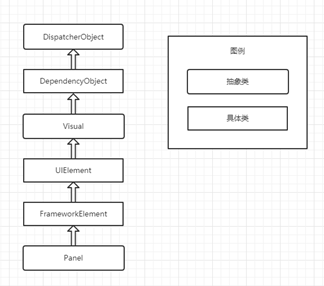 DispatcherObject
DependencyObject
Visual
UIElement
FrameworkElement
Panel
图例
抽象类
具体类